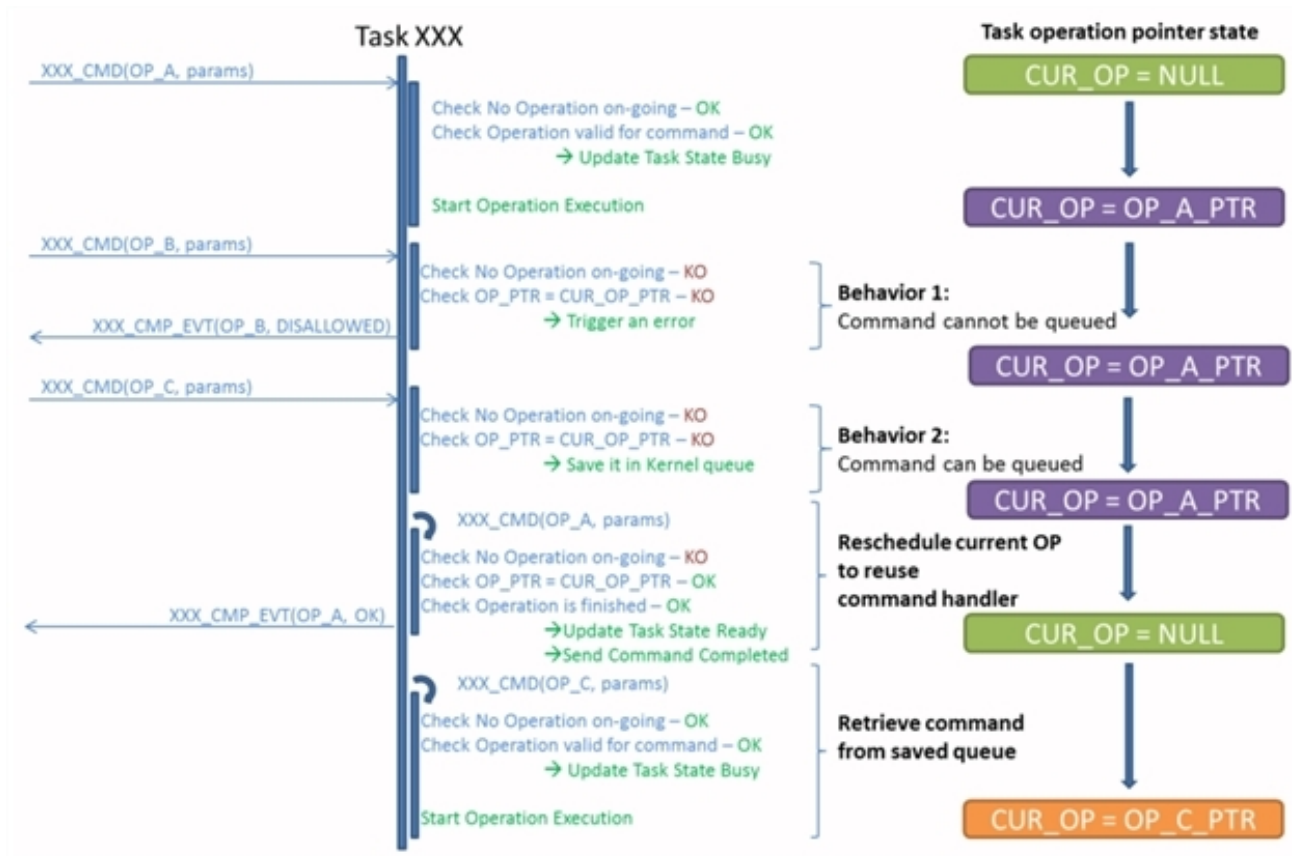 Task XXX
Task operation pointer state
XXX_CMD(OP_A, params)
CUR_OP = NULL
Check No Operation on-going – OK
Check Operation valid for command – OK
→ Update Task State Busy
Start Operation Execution
CUR_OP = OP_A_PTR
XXX_CMD(OP_B, params)
Check No Operation on-going – KO
Check OP_PTR = CUR_OP_PTR – KO
→ Trigger an error
Behavior 1:
Command cannot be queued
XXX_CMP_EVT(OP_B, DISALLOWED)
CUR_OP = OP_A_PTR
XXX_CMD(OP_C, params)
Check No Operation on-going – KO
Check OP_PTR = CUR_OP_PTR – KO
→ Save it in Kernel queue
Behavior 2:
Command can be queued
CUR_OP = OP_A_PTR
XXX_CMD(OP_A, params)
Check No Operation on-going – KO
Check OP_PTR = CUR_OP_PTR – OK
Check Operation is finished – OK
→Update Task State Ready
→Send Command Completed
Reschedule current OP
to reuse
command handler
XXX_CMP_EVT(OP_A, OK)
CUR_OP = NULL
XXX_CMD(OP_C, params)
Check No Operation on-going – OK
Check Operation valid for command – OK
→ Update Task State Busy
Start Operation Execution
Retrieve command
from saved queue
CUR_OP = OP_C_PTR